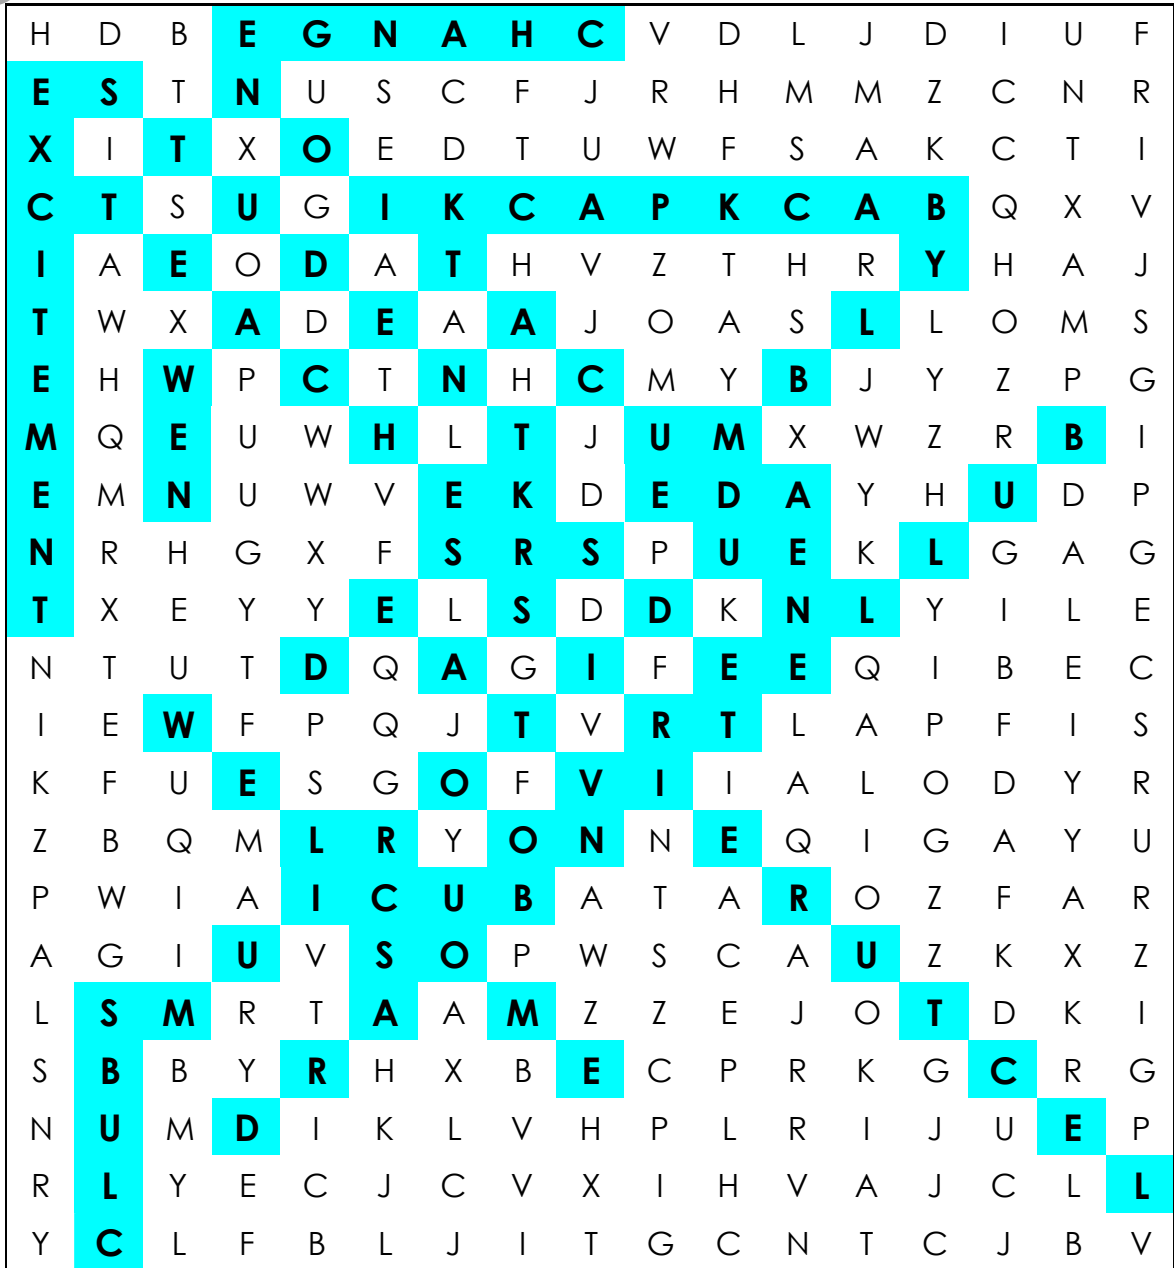 H D B E G N A H C V D L J D I U F
E S T N U S C F J R H M M Z C N R
X I T X O E D T U W F S A K C T I
C T S U G I K C A P K C A B Q X V
I A E O D A T H V Z T H R Y H A J
T W X A D E A A J O A S L L O M S
E H W P C T N H C M Y B J Y Z P G
M Q E U W H L T J U M X W Z R B I
E M N U W V E K D E D A Y H U D P
N R H G X F S R S P U E K L G A G
T X E Y Y E L S D D K N L Y I L E
N T U T D Q A G I F E E Q I B E C
I E W F P Q J T V R T L A P F I S
K F U E S G O F V I I A L O D Y R
Z B Q M L R Y O N N E Q I G A Y U
P W I A I C U B A T A R O Z F A R
A G I U V S O P W S C A U Z K X Z
L S M R T A A M Z Z E J O T D K I
S B B Y R H X B E C P R K G C R G
N U M D I K L V H P L R I J U E P
R L Y E C J C V X I H V A J C L L
Y C L F B L J I T G C N T C J B V